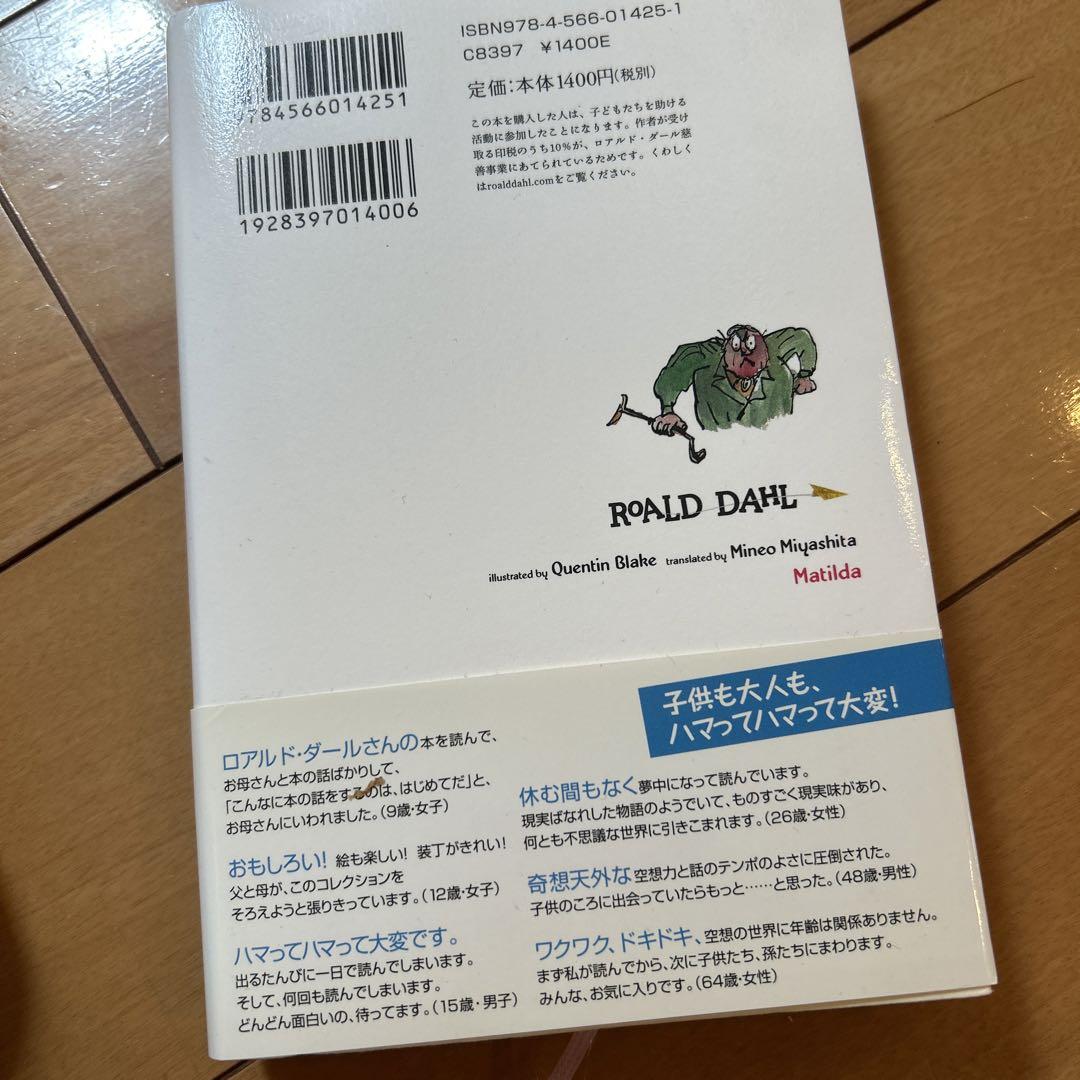 ISBN978-4-566-01425-1
C8397 ¥1400E
定価:本体1400円(税別)
784566014251
1928397014006
この本を購入した人は、子どもたちを助ける
活動に参加したことになります。作者が受け
取る印税のうち10%が、ロアルド・ダール慈
善事業にあてられているためです。くわしく
はroalddahl.comをご覧ください。
ROALD DAHL
illustrated by Quentin Blake translated by Mineo Miyashita
Matilda
子供も大人も、
ハマってハマって大変!
ロアルド・ダールさんの本を読んで、
お母さんと本の話ばかりして、
「こんなに本の話をするのは、はじめてだ」と、
お母さんにいわれました。(9歳・女子)
おもしろい! 絵も楽しい! 装丁がきれい!
父と母が、このコレクションを
そろえようと張りきっています。(12歳・女子)
ハマってハマって大変です。
出るたんびに一日で読んでしまいます。
そして、何回も読んでしまいます。
どんどん面白いの、待ってます。(15歳・男子)
休む間もなく夢中になって読んでいます。
現実ばなれした物語のようでいて、ものすごく現実味があり、
何とも不思議な世界に引きこまれます。(26歳・女性)
奇想天外な空想力と話のテンポのよさに圧倒された。
子供のころに出会っていたらもっと……と思った。(48歳・男性)
ワクワク、ドキドキ、空想の世界に年齢は関係ありません。
まず私が読んでから、次に子供たち、孫たちにまわります。
みんな、お気に入りです。(64歳・女性)